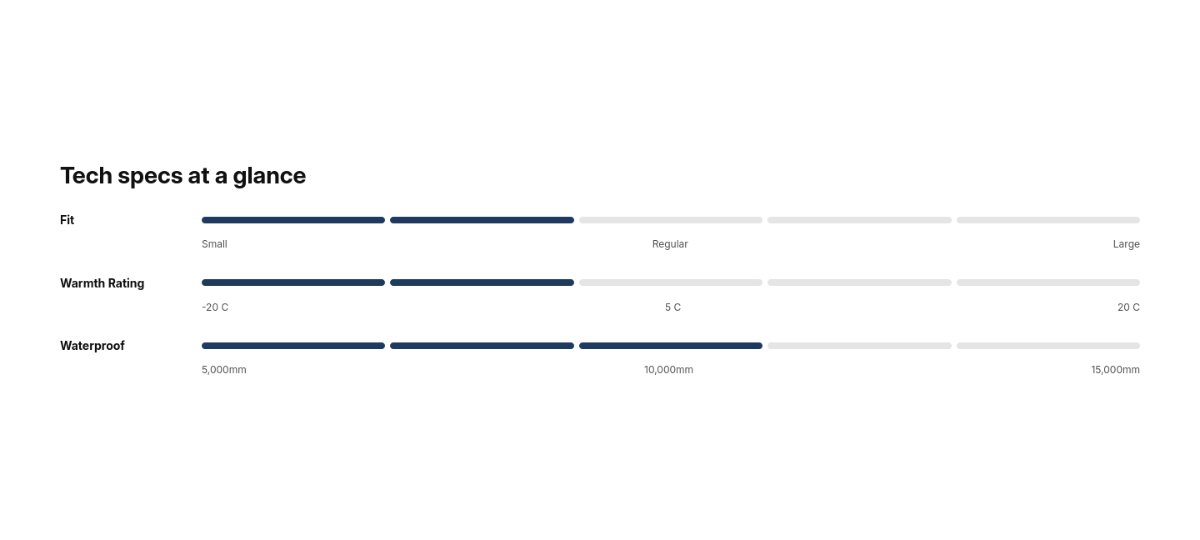 Tech specs at a glance
Fit
Small Regular Large
Warmth Rating
-20 C 5 C 20 C
Waterproof
5,000mm 10,000mm 15,000mm